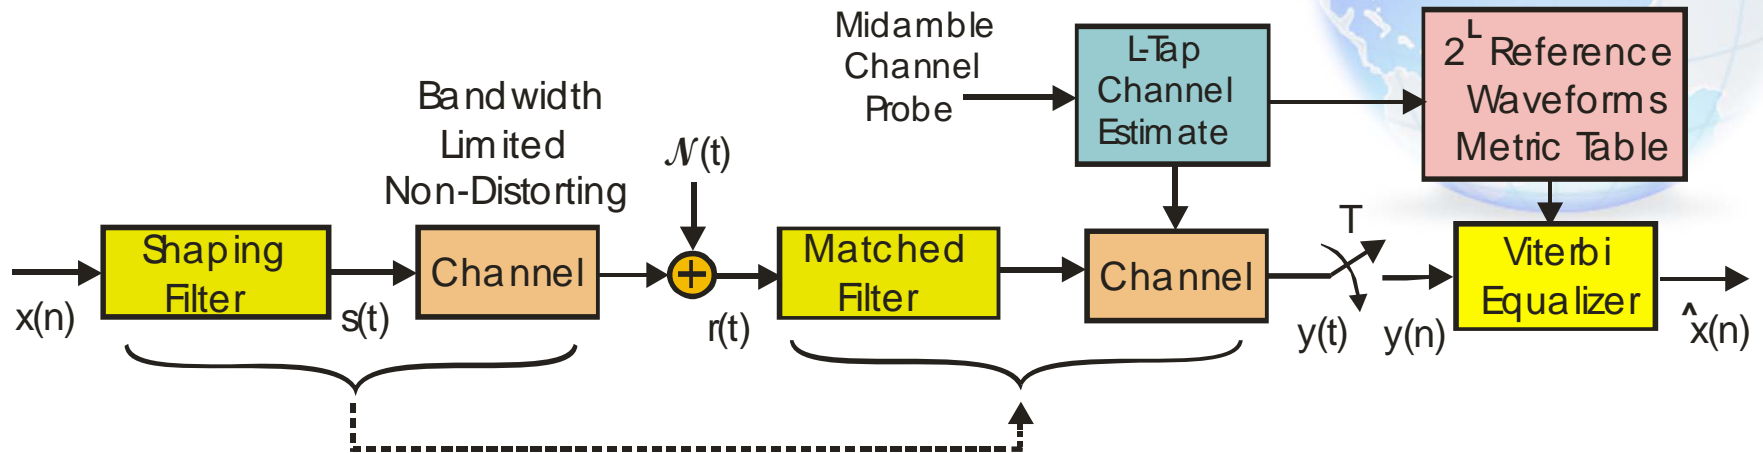 Midamble
Channel
Probe
L-Tap
Channel
Estimate
2^L Reference
Waveforms
Metric Table
Bandwidth
Limited
Non-Distorting
𝒩(t)
Shaping
Filter
Channel
+
Matched
Filter
Channel
T
Viterbi
Equalizer
x(n)
s(t)
r(t)
y(t)
y(n)
x̂(n)